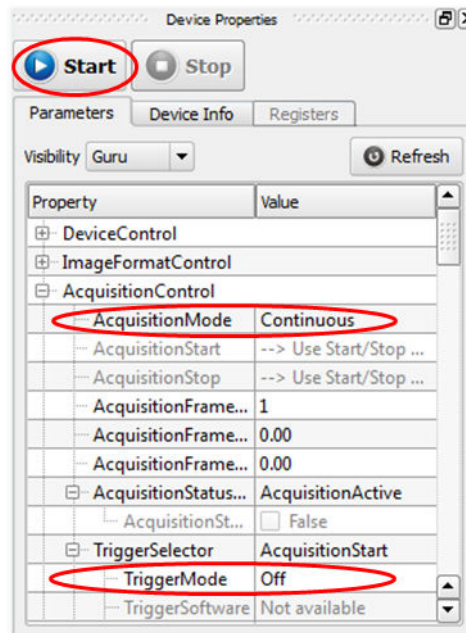 Device Properties
Start Stop
Parameters Device Info Registers
Visibility Guru Refresh
Property Value
DeviceControl
ImageFormatControl
AcquisitionControl
AcquisitionMode Continuous
AcquisitionStart --> Use Start/Stop ...
AcquisitionStop --> Use Start/Stop ...
AcquisitionFrame... 1
AcquisitionFrame... 0.00
AcquisitionFrame... 0.00
AcquisitionStatus... AcquisitionActive
AcquisitionSt... False
TriggerSelector AcquisitionStart
TriggerMode Off
TriggerSoftware Not available